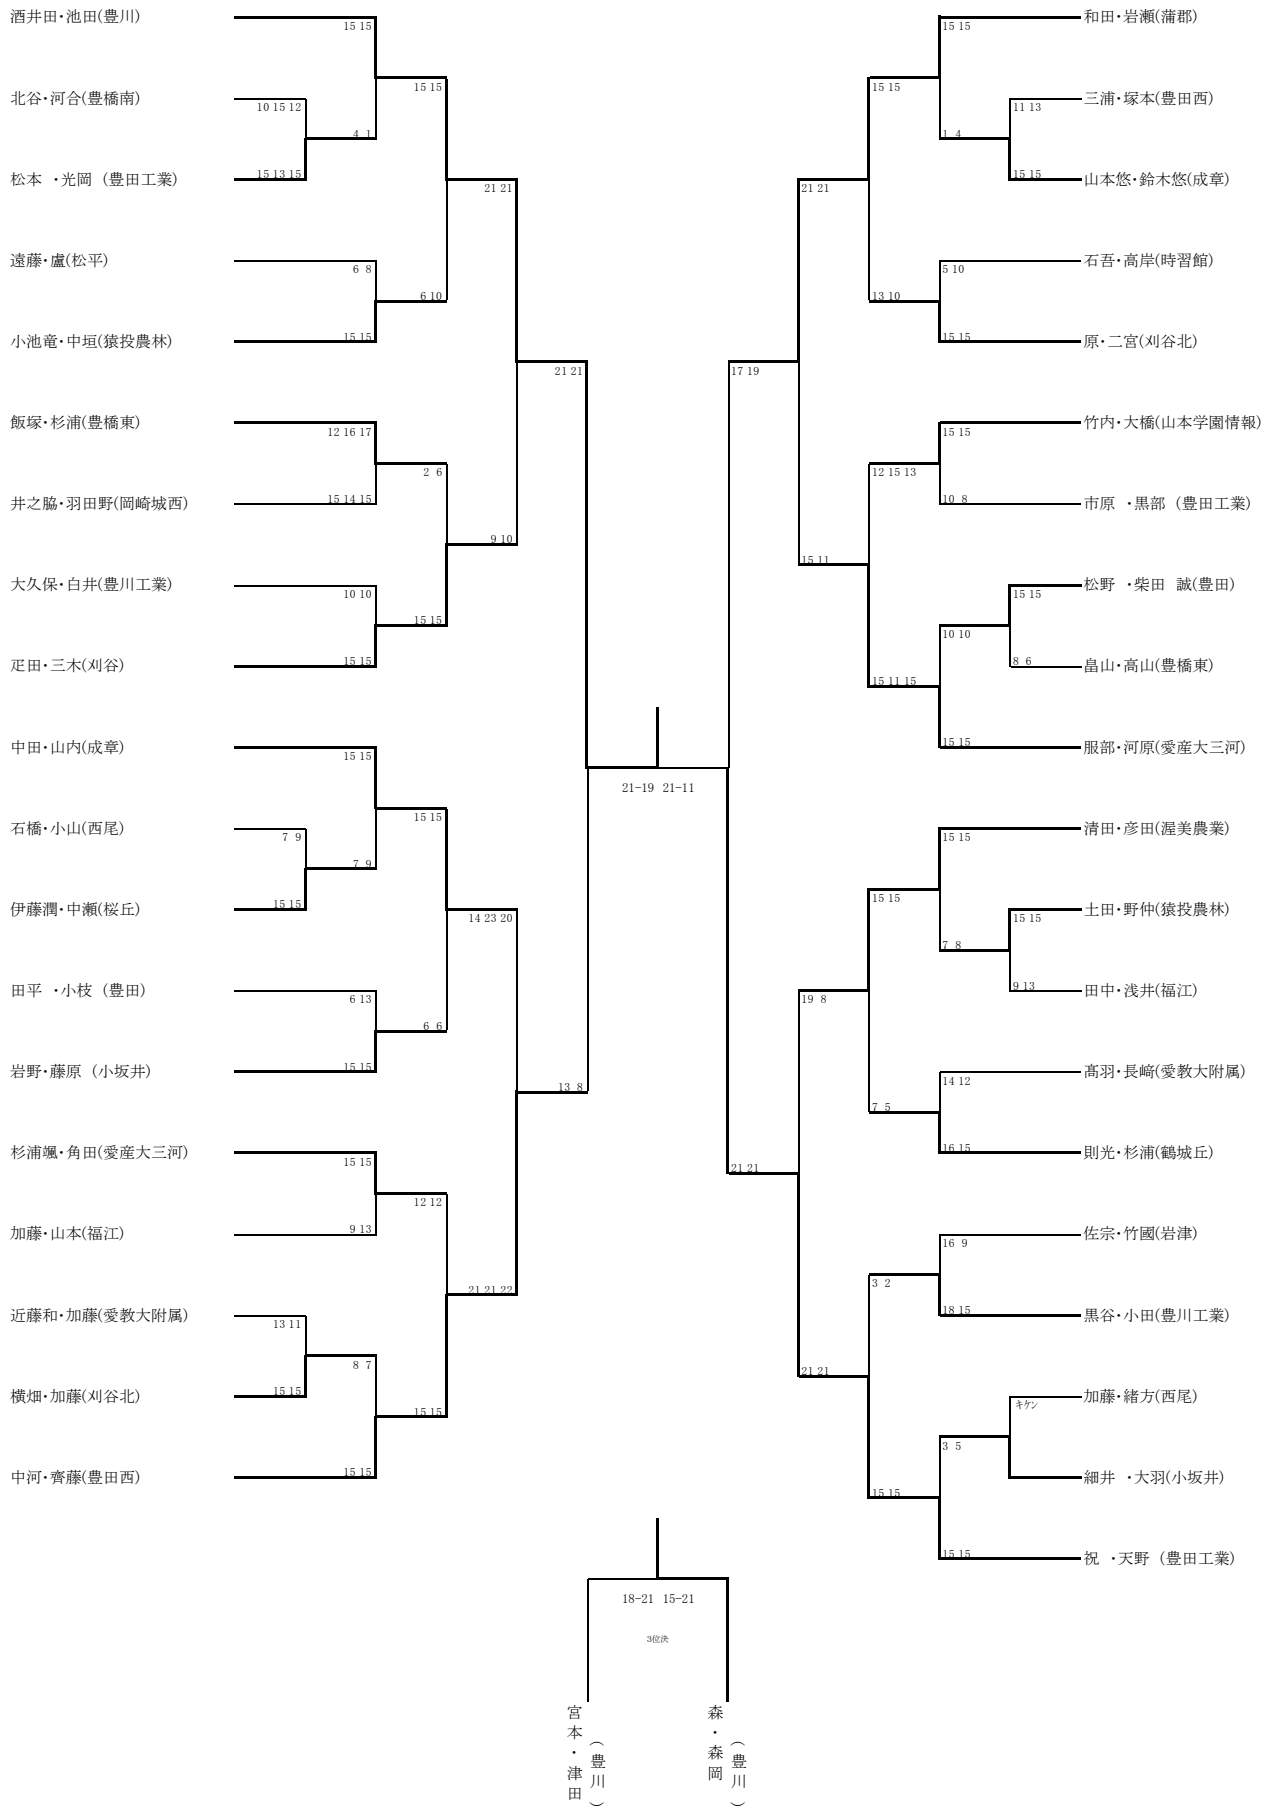 酒井田・池田(豊川)
15 15
15 15
北谷・河合(豊橋南)
10 15 12
4 1
松本 ・光岡 (豊田工業)
15 13 15
21 21
遠藤・盧(松平)
6 8
6 10
小池竜・中垣(猿投農林)
15 15
21 21
飯塚・杉浦(豊橋東)
12 16 17
2 6
井之脇・羽田野(岡崎城西)
15 14 15
9 10
大久保・白井(豊川工業)
10 10
15 15
疋田・三木(刈谷)
15 15
中田・山内(成章)
15 15
15 15
石橋・小山(西尾)
7 9
7 9
伊藤潤・中瀬(桜丘)
15 15
14 23 20
田平 ・小枝 (豊田)
6 13
6 6
岩野・藤原 (小坂井)
15 15
13 8
杉浦颯・角田(愛産大三河)
15 15
12 12
加藤・山本(福江)
9 13
21 21 22
近藤和・加藤(愛教大附属)
13 11
8 7
横畑・加藤(刈谷北)
15 15
15 15
中河・齊藤(豊田西)
15 15
21-19 21-11
和田・岩瀬(蒲郡)
15 15
15 15
三浦・塚本(豊田西)
11 13
1 4
山本悠・鈴木悠(成章)
15 15
21 21
石吾・高岸(時習館)
5 10
13 10
原・二宮(刈谷北)
15 15
17 19
竹内・大橋(山本学園情報)
15 15
12 15 13
市原 ・黒部 (豊田工業)
10 8
15 11
松野 ・柴田 誠(豊田)
15 15
10 10
畠山・高山(豊橋東)
8 6
15 11 15
服部・河原(愛産大三河)
15 15
清田・彦田(渥美農業)
15 15
15 15
土田・野仲(猿投農林)
15 15
7 8
田中・浅井(福江)
9 13
19 8
髙羽・長﨑(愛教大附属)
14 12
7 5
則光・杉浦(鶴城丘)
16 15
21 21
佐宗・竹國(岩津)
16 9
3 2
黒谷・小田(豊川工業)
18 15
21 21
加藤・緒方(西尾)
キケン
3 5
細井 ・大羽(小坂井)
15 15
祝 ・天野 (豊田工業)
15 15
18-21 15-21
3位決
宮本・津田
(豊川)
森・森岡
(豊川)